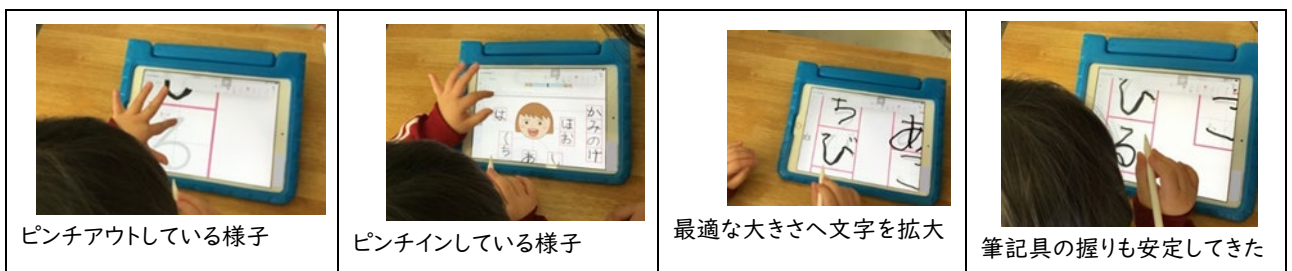 ち
び
あ
ご
かみのけ
ほお
は
ひ
る
ピンチアウトしている様子
ピンチインしている様子
最適な大きさへ文字を拡大
筆記具の握りも安定してきた